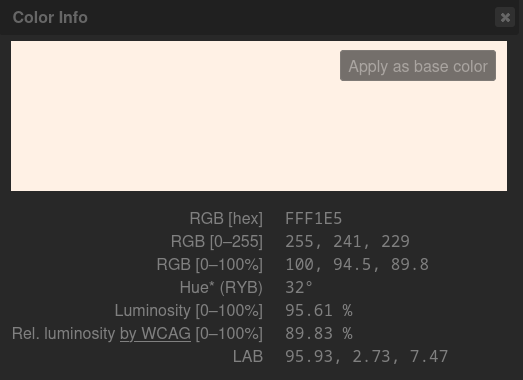 Color Info
Apply as base color
RGB [hex] FFF1E5
RGB [0–255] 255, 241, 229
RGB [0–100%] 100, 94.5, 89.8
Hue* (RYB) 32°
Luminosity [0–100%] 95.61 %
Rel. luminosity by WCAG [0–100%] 89.83 %
LAB 95.93, 2.73, 7.47